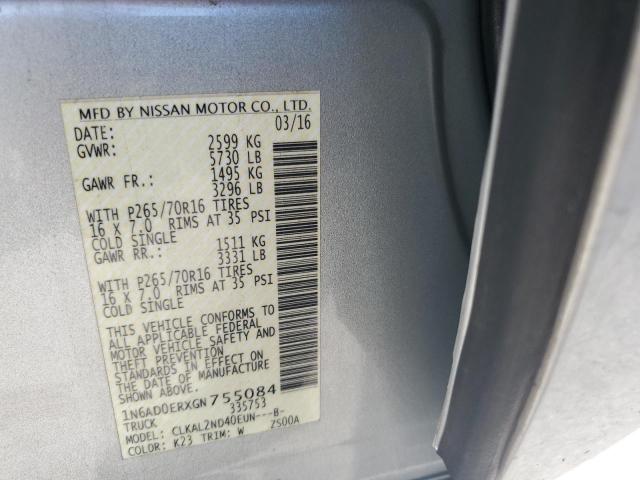 MFD BY NISSAN MOTOR CO., LTD.
DATE: 03/16
GVWR: 2599 KG
5730 LB
GAWR FR.: 1495 KG
3296 LB
WITH P265/70R16 TIRES
16 X 7.0 RIMS AT 35 PSI
COLD SINGLE
GAWR RR.: 1511 KG
3331 LB
WITH P265/70R16 TIRES
16 X 7.0 RIMS AT 35 PSI
COLD SINGLE
THIS VEHICLE CONFORMS TO
ALL APPLICABLE FEDERAL
MOTOR VEHICLE SAFETY AND
THEFT PREVENTION
STANDARDS IN EFFECT ON
THE DATE OF MANUFACTURE
SHOWN ABOVE.
1N6AD0ERXGN755084
TRUCK 335753
MODEL: CLKAL2ND40EUN---B-
COLOR: K23 TRIM: W Z500A